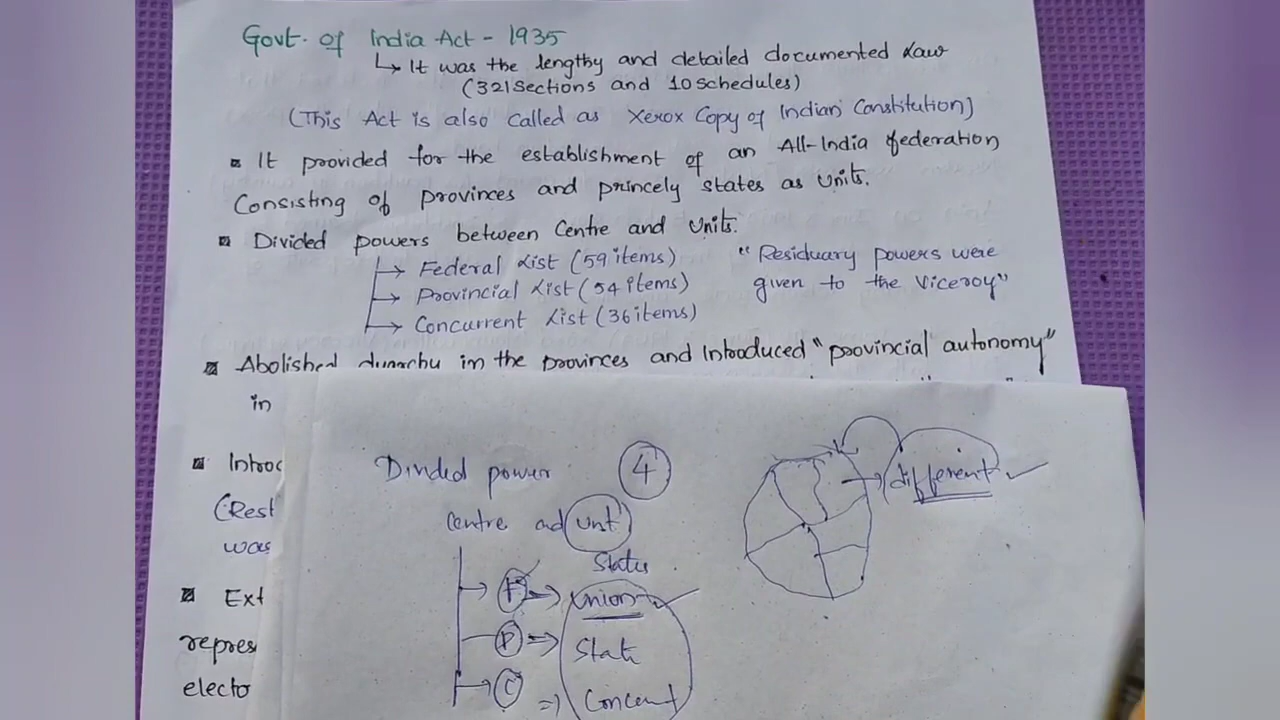 Govt. of India Act - 1935
↳ It was the lengthy and detailed documented Law
(321 Sections and 10 schedules)
(This Act is also called as Xerox Copy of Indian Constitution)
It provided for the establishment of an All-India federation
Consisting of provinces and princely states as Units.
Divided powers between Centre and Units.
→ Federal List (59 items)
→ Provincial List (54 items)
→ Concurrent List (36 items)
"Residuary powers were
given to the Viceroy"
Abolished dyarchy in the provinces and Introduced "provincial autonomy"
in
Introd
(Rest
was
Ext
repres
electo
Divided power 4
Centre ad Unit
States
→ F ⇒ Union
P ⇒ State
→ C ⇒
→ different ✓